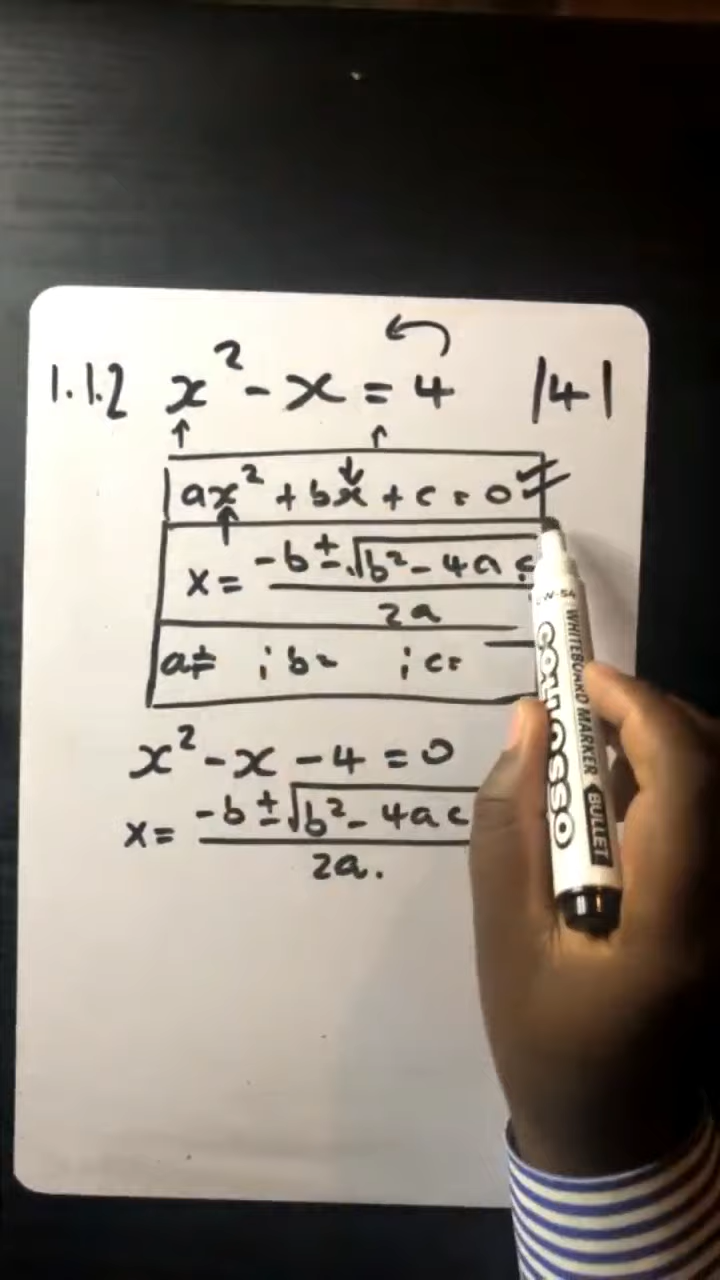 1.1.2 x² - x = 4 |4|
ax² + bx + c = 0
x = -b ± √b² - 4ac
2a
a= ; b= ; c=
x² - x - 4 = 0
x = -b ± √b² - 4ac
2a.
WHITEBOARD MARKER BULLET
COLLOSSO